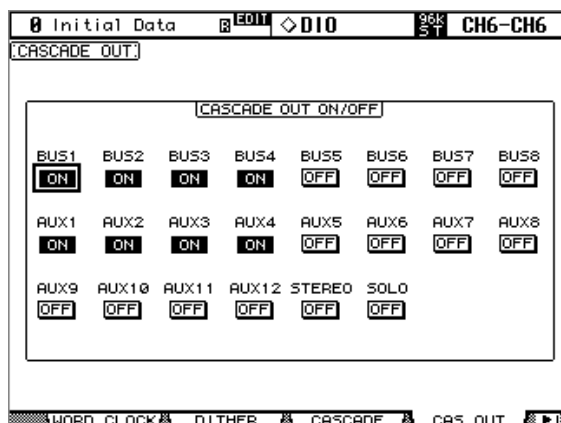 0 Initial Data R EDIT ◇DIO 96k ST CH6-CH6
CASCADE OUT
CASCADE OUT ON/OFF
BUS1 BUS2 BUS3 BUS4 BUS5 BUS6 BUS7 BUS8
ON ON ON ON OFF OFF OFF OFF
AUX1 AUX2 AUX3 AUX4 AUX5 AUX6 AUX7 AUX8
ON ON ON ON OFF OFF OFF OFF
AUX9 AUX10 AUX11 AUX12 STEREO SOLO
OFF OFF OFF OFF OFF OFF
WORD CLOCK DITHER CASCADE CAS OUT